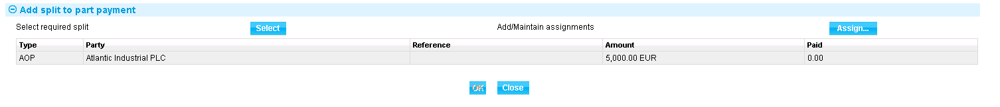 Add split to part payment
Select required split Select Add/Maintain assignments Assign...
Type Party Reference Amount Paid
AOP Atlantic Industrial PLC 5,000.00 EUR 0.00
OK Close